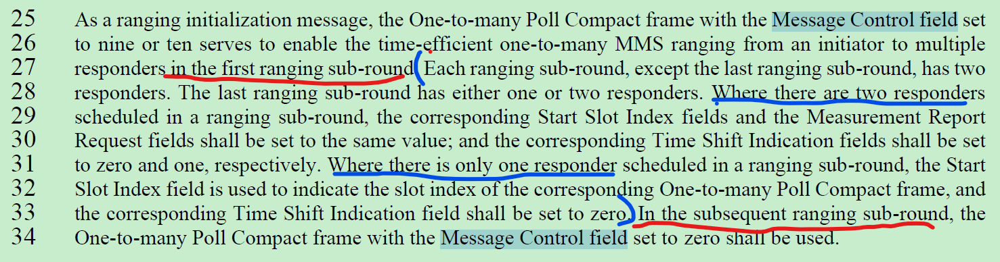 25 As a ranging initialization message, the One-to-many Poll Compact frame with the Message Control field set
26 to nine or ten serves to enable the time-efficient one-to-many MMS ranging from an initiator to multiple
27 responders in the first ranging sub-round. Each ranging sub-round, except the last ranging sub-round, has two
28 responders. The last ranging sub-round has either one or two responders. Where there are two responders
29 scheduled in a ranging sub-round, the corresponding Start Slot Index fields and the Measurement Report
30 Request fields shall be set to the same value; and the corresponding Time Shift Indication fields shall be set
31 to zero and one, respectively. Where there is only one responder scheduled in a ranging sub-round, the Start
32 Slot Index field is used to indicate the slot index of the corresponding One-to-many Poll Compact frame, and
33 the corresponding Time Shift Indication field shall be set to zero. In the subsequent ranging sub-round, the
34 One-to-many Poll Compact frame with the Message Control field set to zero shall be used.